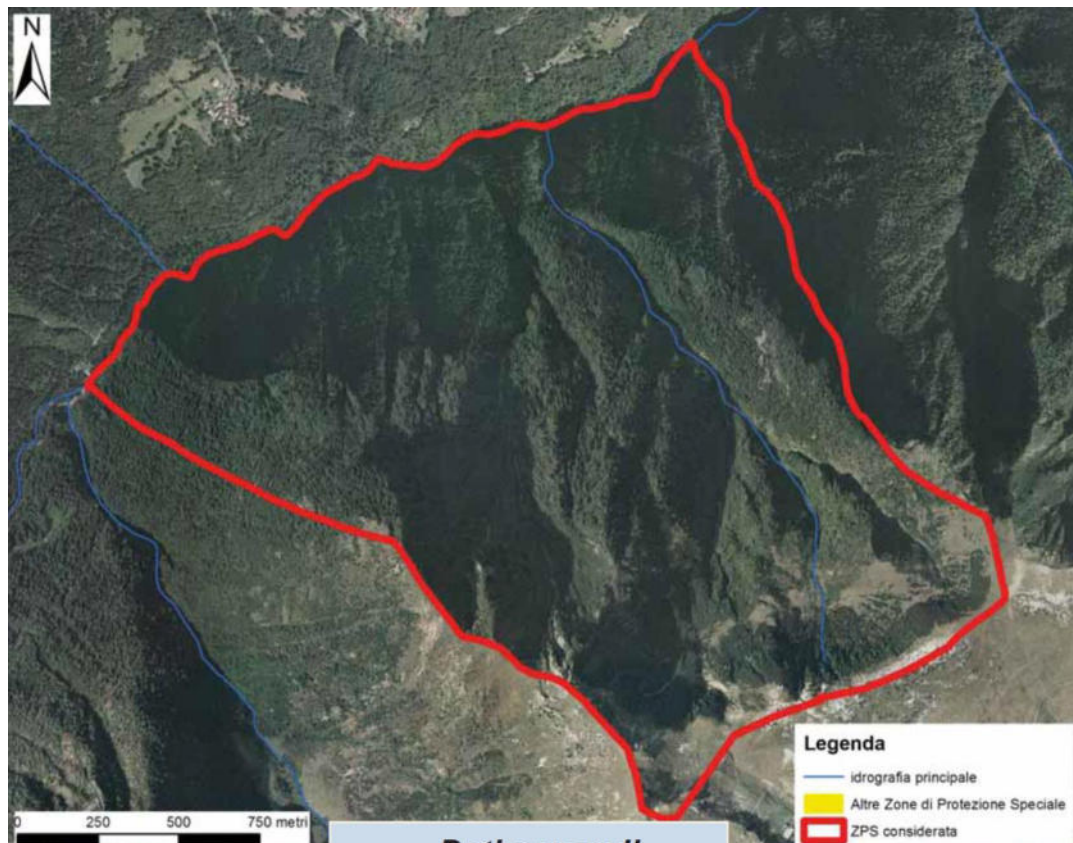 N
Legenda
idrografia principale
Altre Zone di Protezione Speciale
ZPS considerata
0 250 500 750 metri